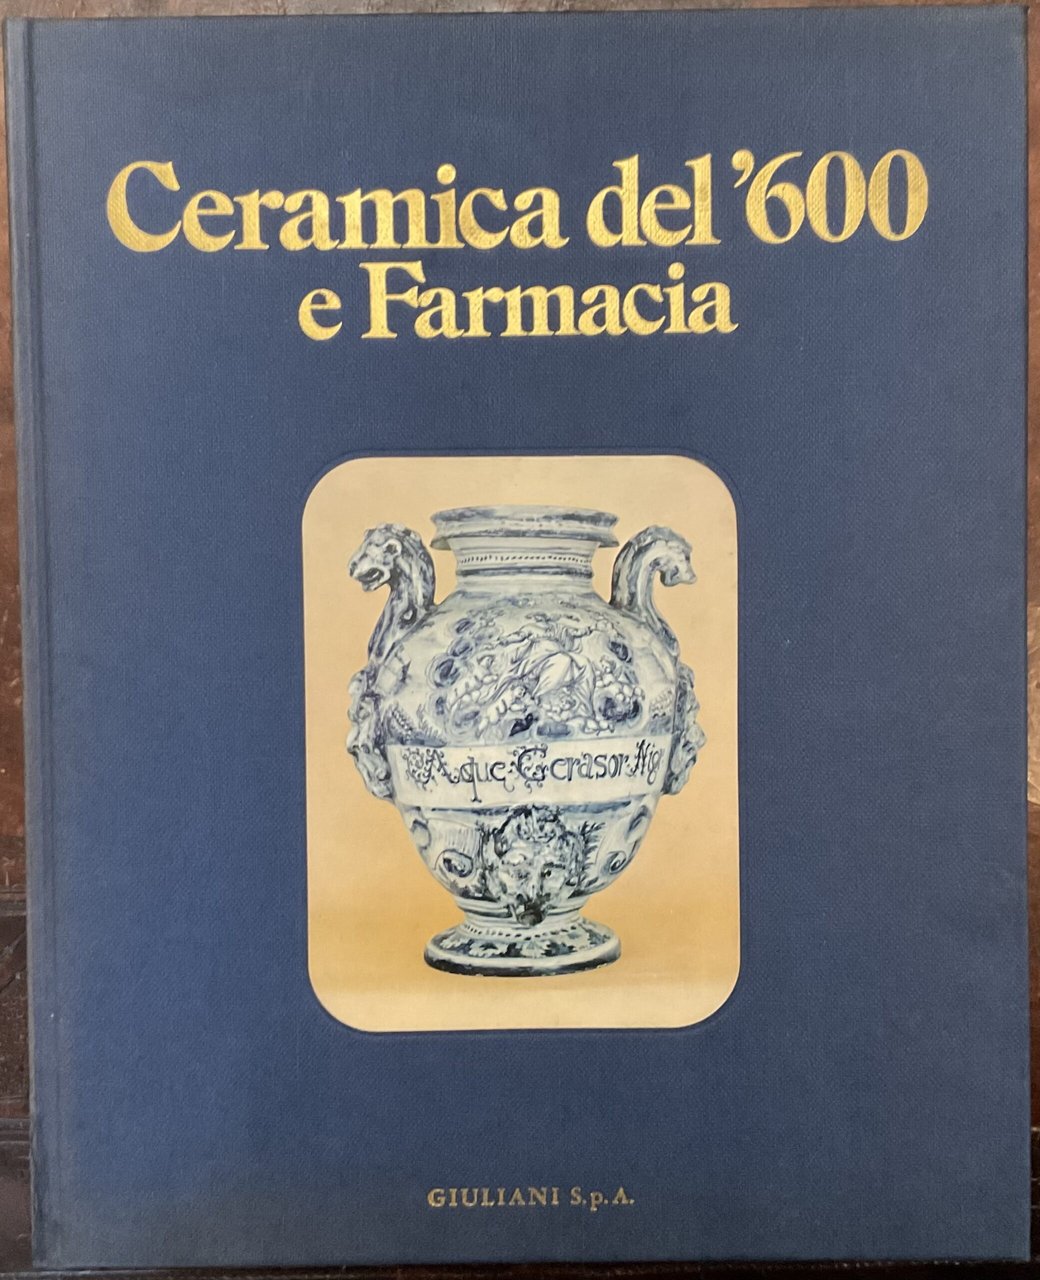 Ceramica del '600
e Farmacia
Aque Cerasor Nig
GIULIANI S.p.A.